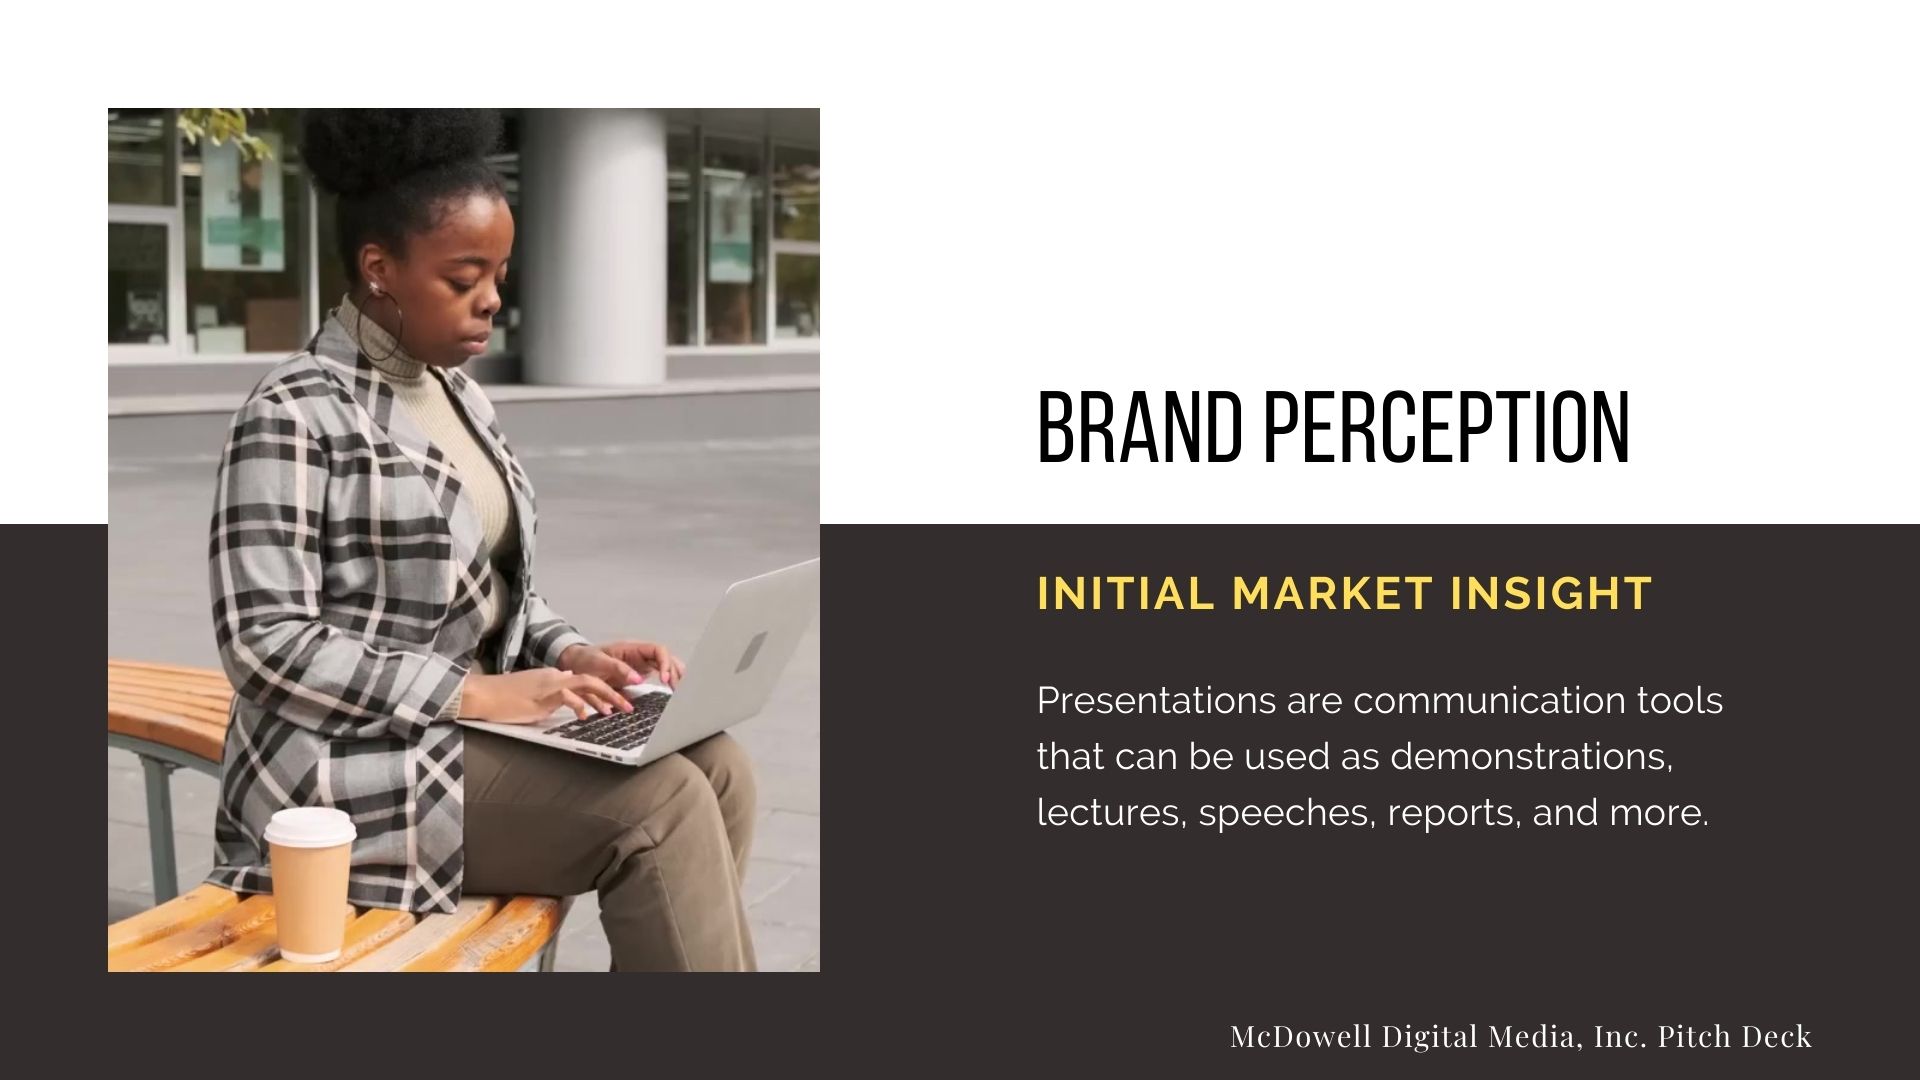 BRAND PERCEPTION
INITIAL MARKET INSIGHT
Presentations are communication tools
that can be used as demonstrations,
lectures, speeches, reports, and more.
McDowell Digital Media, Inc. Pitch Deck